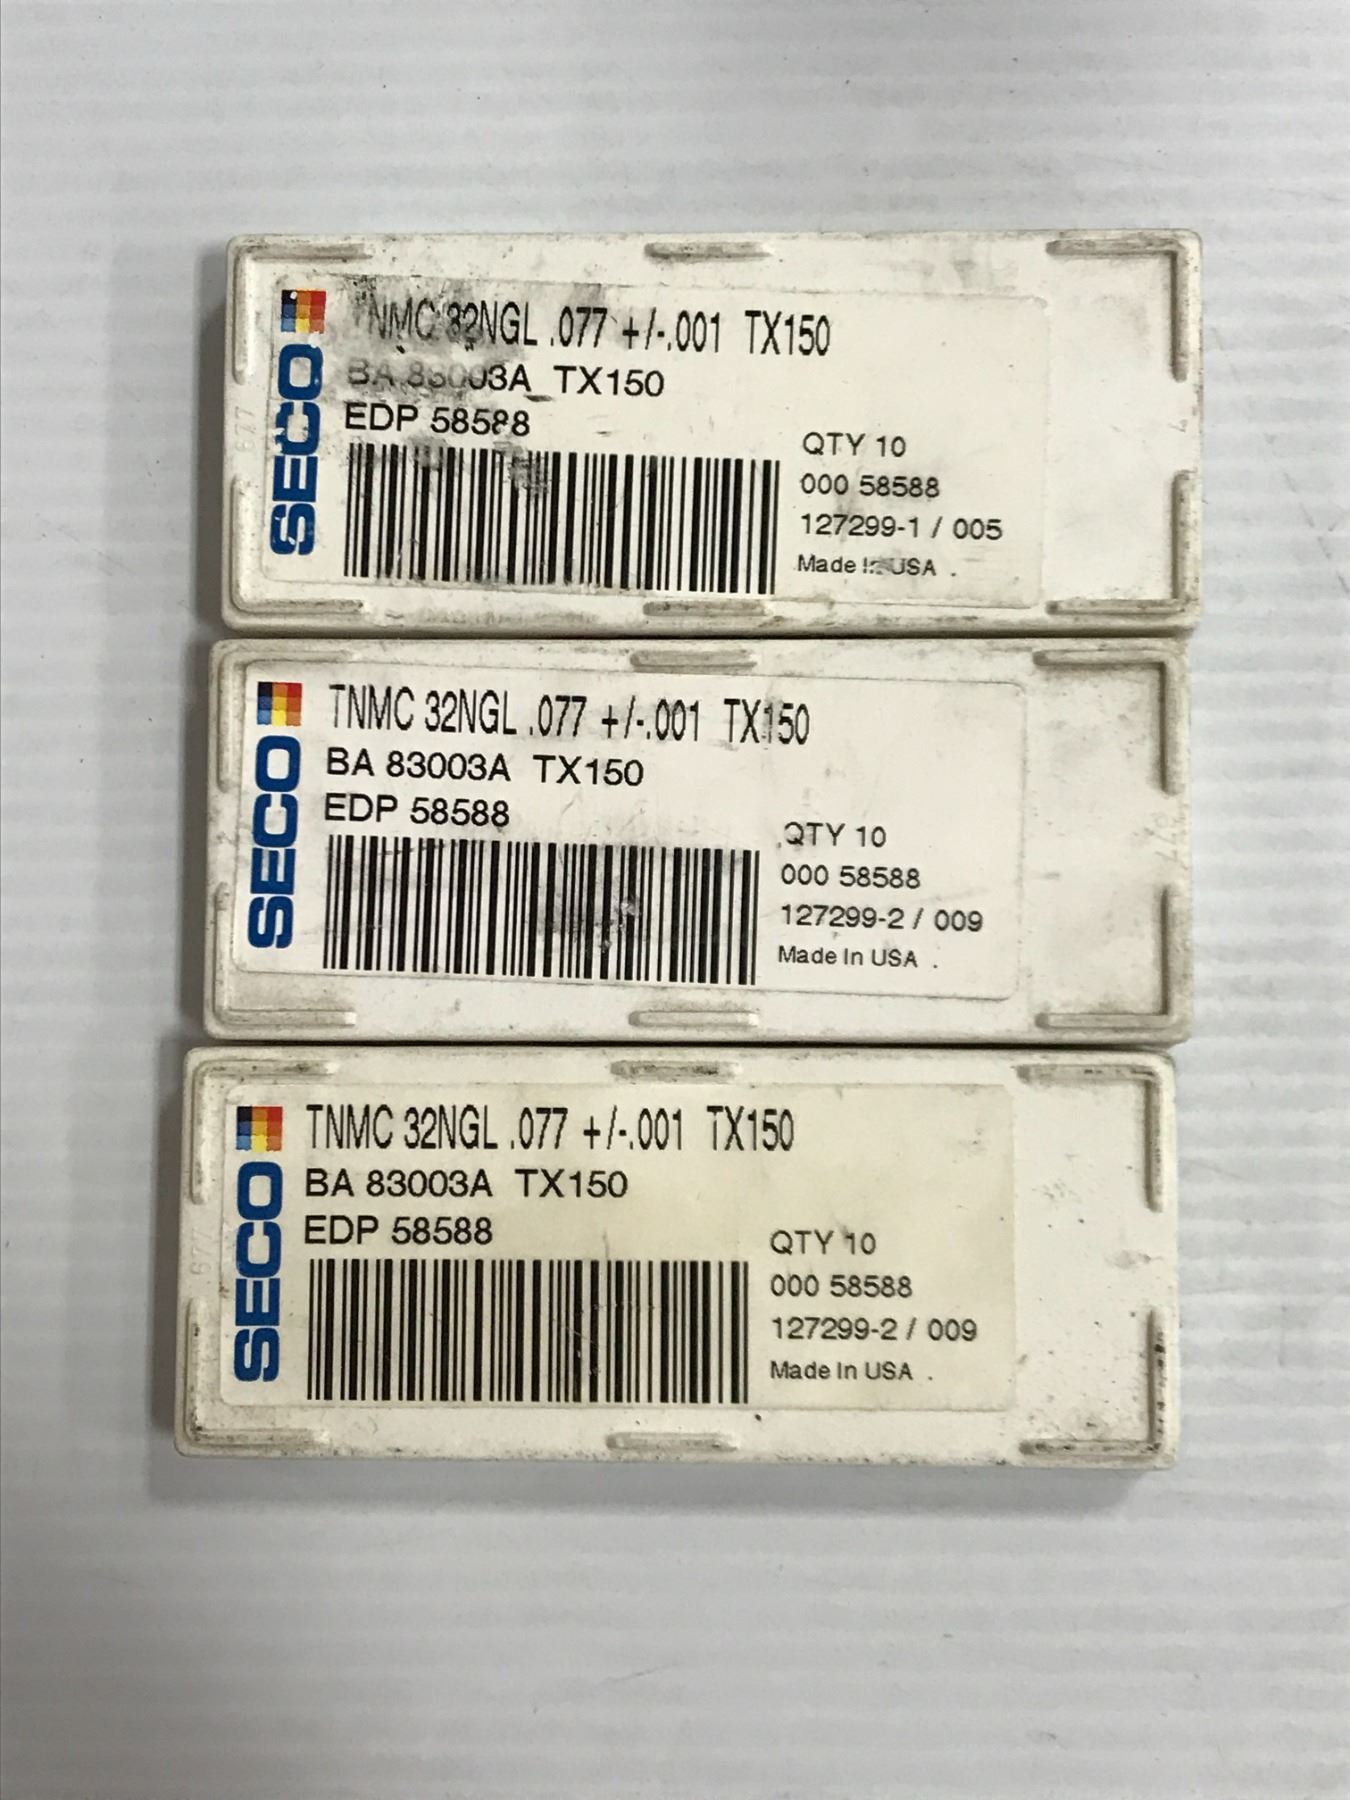 SECO
TNMC 32NGL .077 +/-.001 TX150
BA 83003A TX150
EDP 58588
QTY 10
000 58588
127299-1 / 005
Made In USA .
SECO
TNMC 32NGL .077 +/-.001 TX150
BA 83003A TX150
EDP 58588
QTY 10
000 58588
127299-2 / 009
Made In USA .
SECO
TNMC 32NGL .077 +/-.001 TX150
BA 83003A TX150
EDP 58588
QTY 10
000 58588
127299-2 / 009
Made In USA .